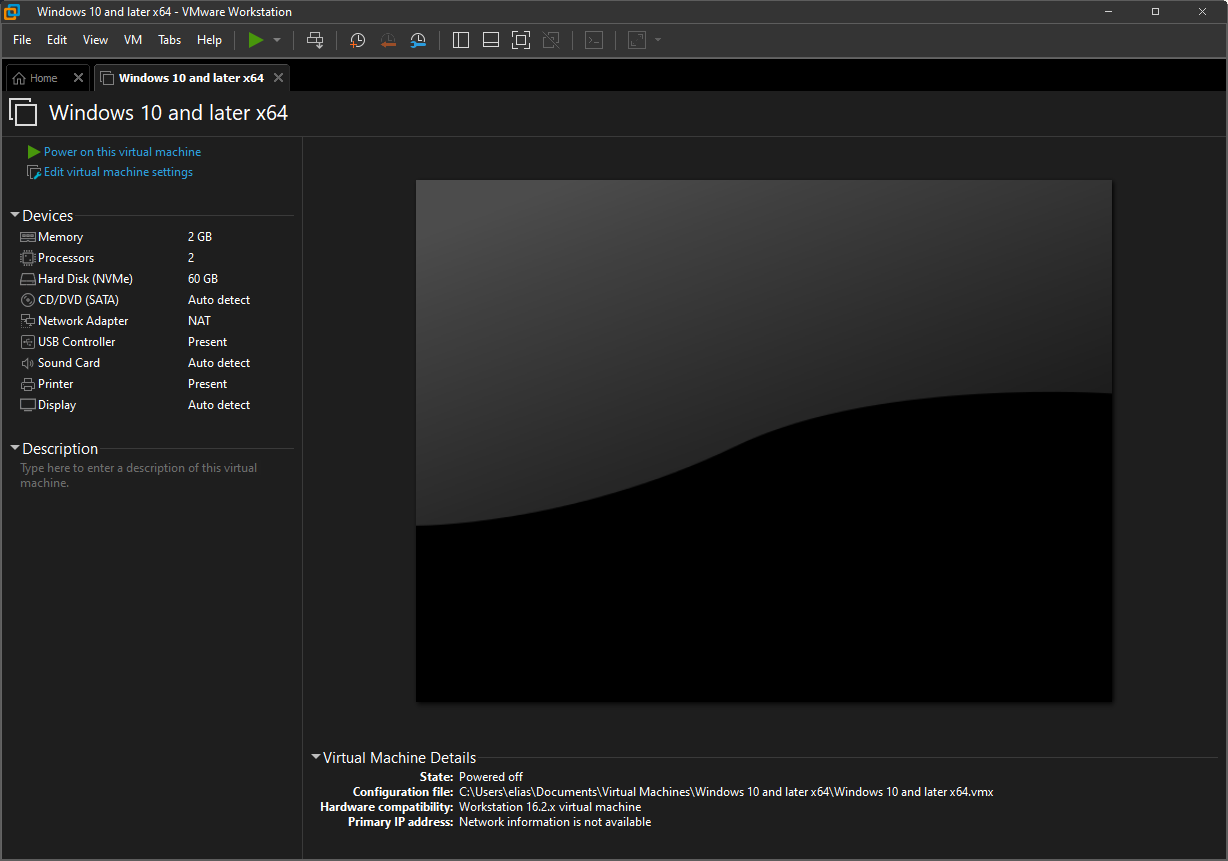 Windows 10 and later x64 - VMware Workstation
File Edit View VM Tabs Help
Home Windows 10 and later x64
Windows 10 and later x64
Power on this virtual machine
Edit virtual machine settings
Devices
Memory 2 GB
Processors 2
Hard Disk (NVMe) 60 GB
CD/DVD (SATA) Auto detect
Network Adapter NAT
USB Controller Present
Sound Card Auto detect
Printer Present
Display Auto detect
Description
Type here to enter a description of this virtual
machine.
Virtual Machine Details
State: Powered off
Configuration file: C:\Users\elias\Documents\Virtual Machines\Windows 10 and later x64\Windows 10 and later x64.vmx
Hardware compatibility: Workstation 16.2.x virtual machine
Primary IP address: Network information is not available